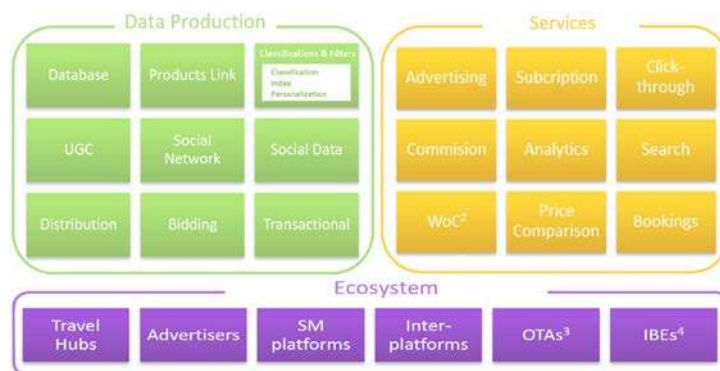 Data Production
Services
Database
Products Link
Classifications & Filters
Classification
Index
Personalization
UGC
Social
Network
Social Data
Distribution
Bidding
Transactional
Advertising
Subcription
Click-
through
Commision
Analytics
Search
WoC²
Price
Comparison
Bookings
Ecosystem
Travel
Hubs
Advertisers
SM
platforms
Inter-
platforms
OTAs³
IBEs⁴